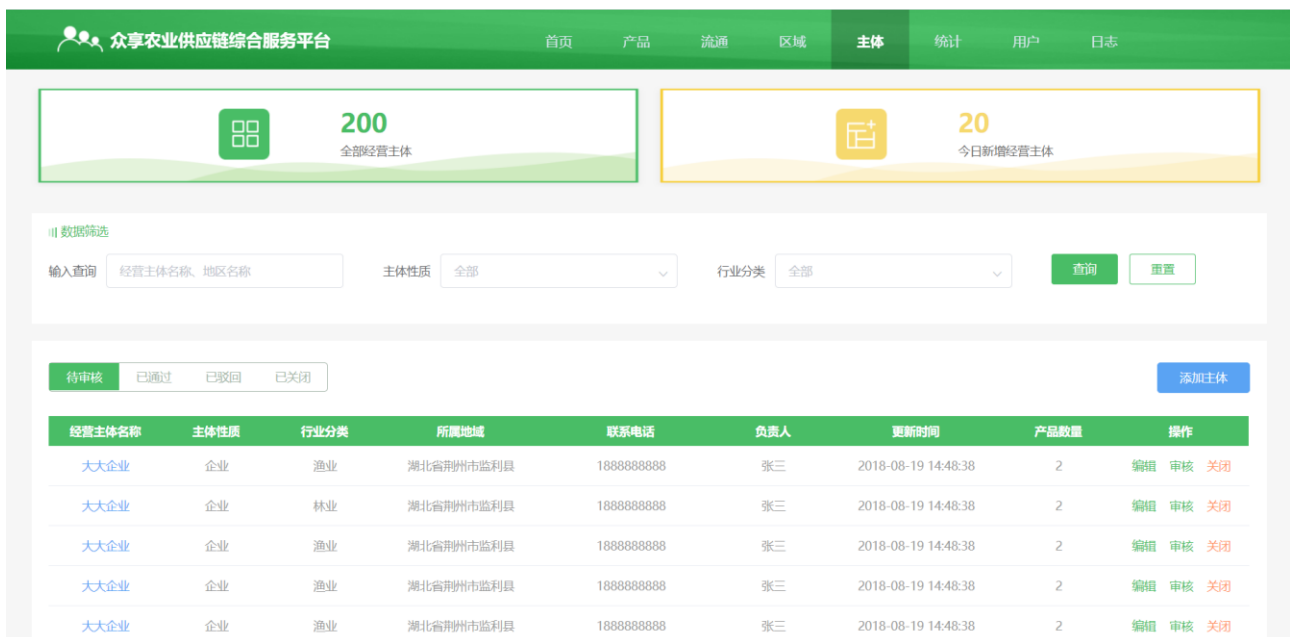 众享农业供应链综合服务平台 首页 产品 流通 区域 主体 统计 用户 日志
200
全部经营主体
20
今日新增经营主体
数据筛选
输入查询 经营主体名称、地区名称 主体性质 全部 行业分类 全部 查询 重置
待审核 已通过 已驳回 已关闭 添加主体
经营主体名称 主体性质 行业分类 所属地域 联系电话 负责人 更新时间 产品数量 操作
大大企业 企业 渔业 湖北省荆州市监利县 1888888888 张三 2018-08-19 14:48:38 2 编辑 审核 关闭
大大企业 企业 林业 湖北省荆州市监利县 1888888888 张三 2018-08-19 14:48:38 2 编辑 审核 关闭
大大企业 企业 渔业 湖北省荆州市监利县 1888888888 张三 2018-08-19 14:48:38 2 编辑 审核 关闭
大大企业 企业 渔业 湖北省荆州市监利县 1888888888 张三 2018-08-19 14:48:38 2 编辑 审核 关闭
大大企业 企业 渔业 湖北省荆州市监利县 1888888888 张三 2018-08-19 14:48:38 2 编辑 审核 关闭